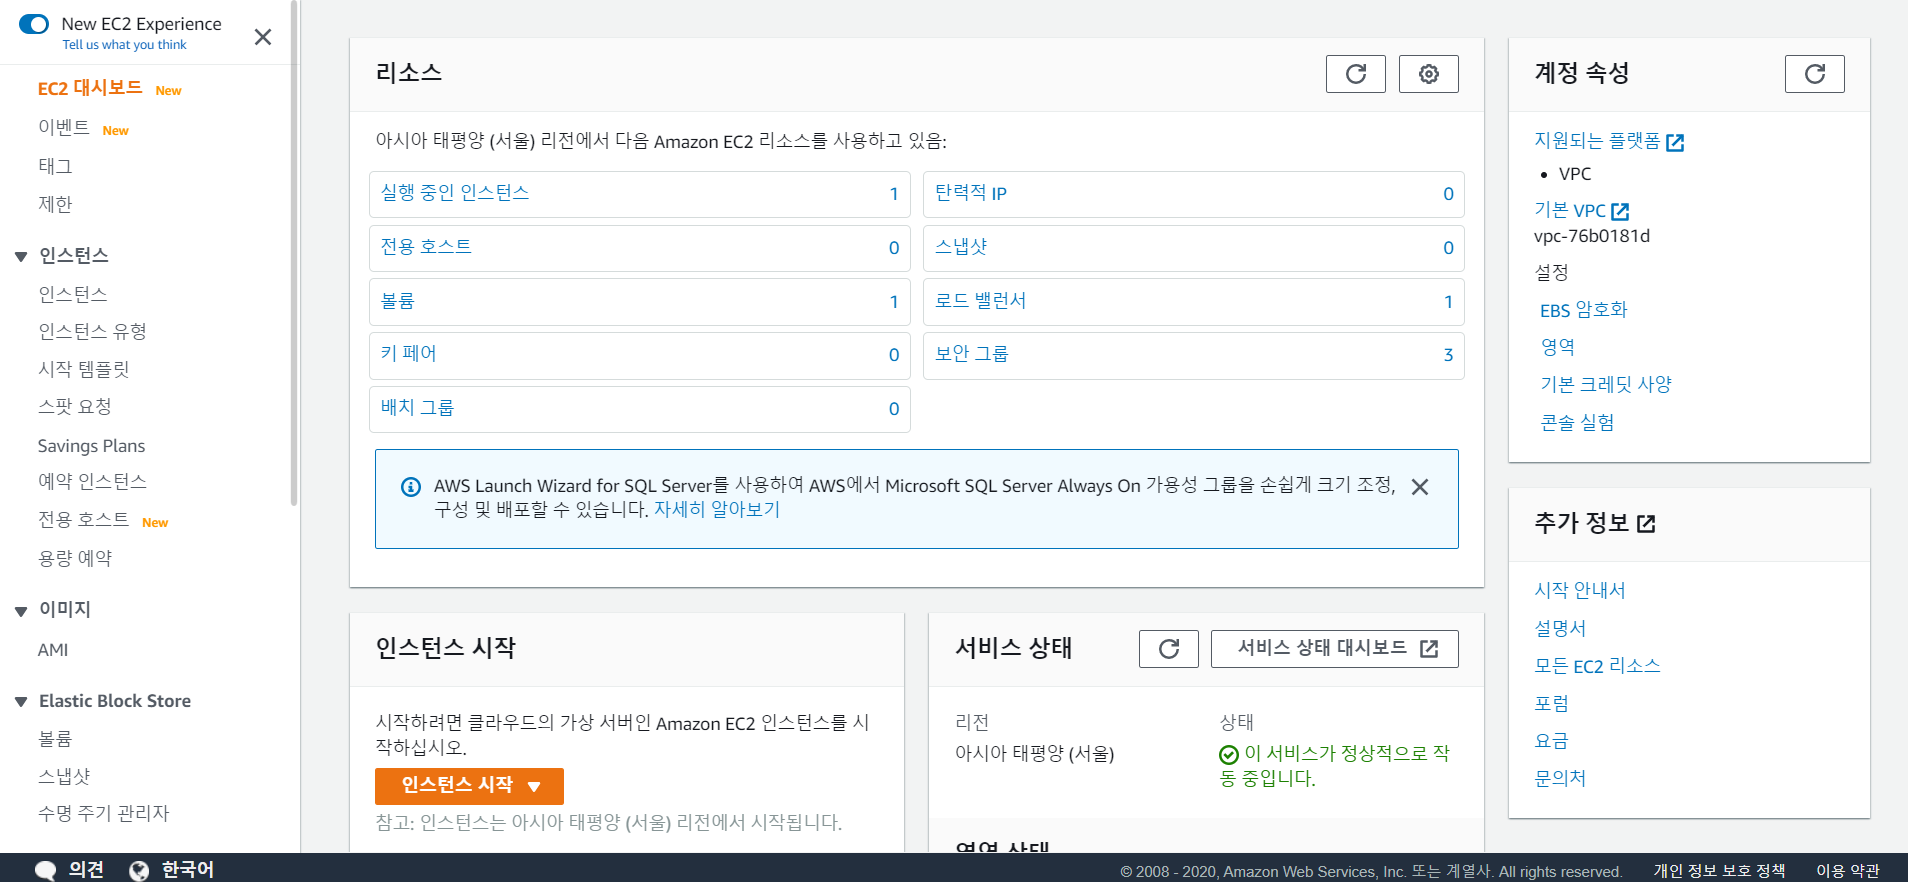 New EC2 Experience
Tell us what you think
EC2 대시보드 New
이벤트 New
태그
제한
인스턴스
인스턴스
인스턴스 유형
시작 템플릿
스팟 요청
Savings Plans
예약 인스턴스
전용 호스트 New
용량 예약
이미지
AMI
Elastic Block Store
볼륨
스냅샷
수명 주기 관리자
리소스
아시아 태평양 (서울) 리전에서 다음 Amazon EC2 리소스를 사용하고 있음:
실행 중인 인스턴스 1
탄력적 IP 0
전용 호스트 0
스냅샷 0
볼륨 1
로드 밸런서 1
키 페어 0
보안 그룹 3
배치 그룹 0
AWS Launch Wizard for SQL Server를 사용하여 AWS에서 Microsoft SQL Server Always On 가용성 그룹을 손쉽게 크기 조정,
구성 및 배포할 수 있습니다. 자세히 알아보기
인스턴스 시작
시작하려면 클라우드의 가상 서버인 Amazon EC2 인스턴스를 시
작하십시오.
인스턴스 시작
참고: 인스턴스는 아시아 태평양 (서울) 리전에서 시작됩니다.
서비스 상태
서비스 상태 대시보드
리전
아시아 태평양 (서울)
상태
이 서비스가 정상적으로 작
동 중입니다.
영역 상태
계정 속성
지원되는 플랫폼
• VPC
기본 VPC
vpc-76b0181d
설정
EBS 암호화
영역
기본 크레딧 사양
콘솔 실험
추가 정보
시작 안내서
설명서
모든 EC2 리소스
포럼
요금
문의처
의견
한국어
© 2008 - 2020, Amazon Web Services, Inc. 또는 계열사. All rights reserved.
개인 정보 보호 정책
이용 약관